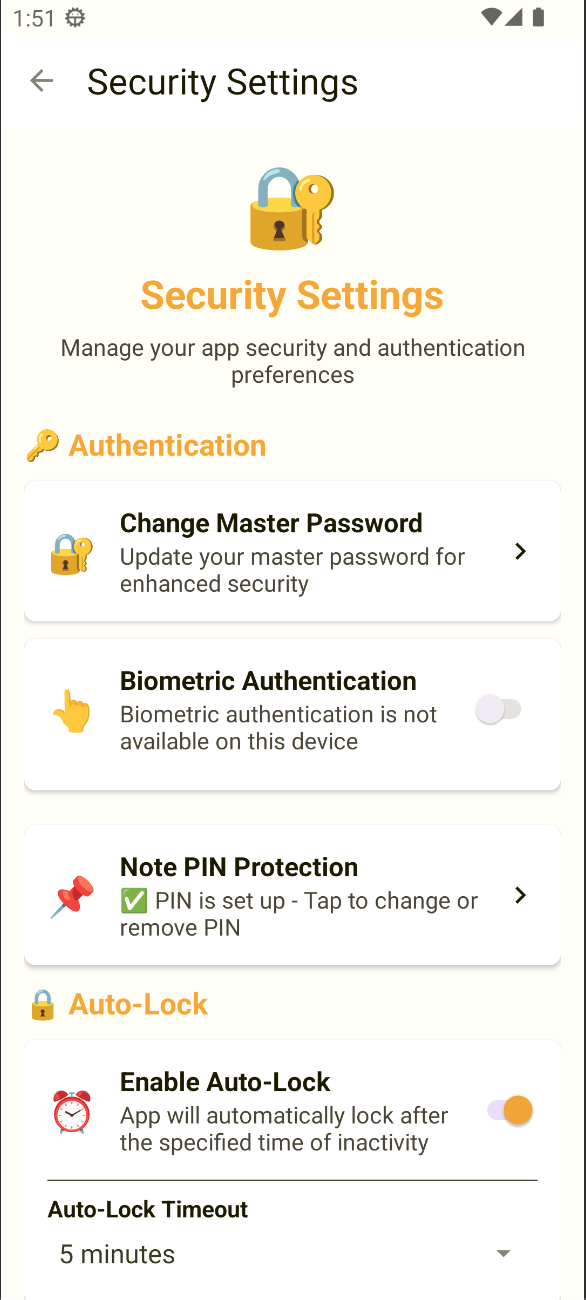 1:51
Security Settings
Security Settings
Manage your app security and authentication
preferences
Authentication
Change Master Password
Update your master password for
enhanced security
Biometric Authentication
Biometric authentication is not
available on this device
Note PIN Protection
✅ PIN is set up - Tap to change or
remove PIN
Auto-Lock
Enable Auto-Lock
App will automatically lock after
the specified time of inactivity
Auto-Lock Timeout
5 minutes